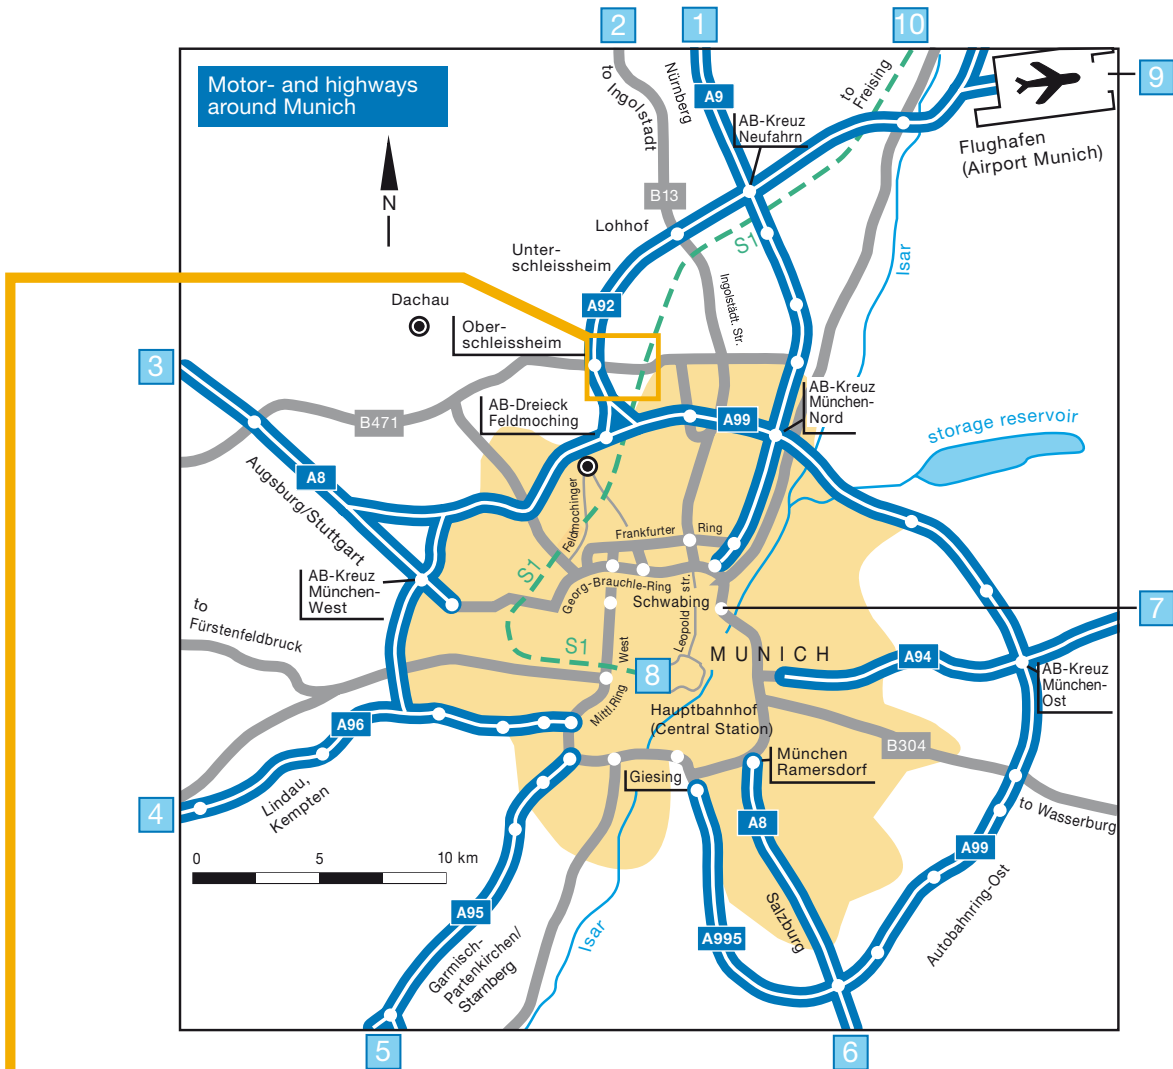 2
1
10
Motor- and highways
around Munich
to Ingolstadt
Nürnberg
A9
to
Freising
9
AB-Kreuz
Neufahrn
Flughafen
(Airport Munich)
N
B13
Lohhof
S1
Isar
Unter-
schleissheim
Ingolstädt. Str.
A92
Dachau
Ober-
schleissheim
3
AB-Kreuz
München-
Nord
AB-Dreieck
Feldmoching
B471
A99
storage reservoir
A8
Augsburg/Stuttgart
Feldmochinger
Frankfurter
Ring
S1
AB-Kreuz
München-
West
Georg-Brauchle-Ring
Schwabing
Leopold str.
7
to
Fürstenfeldbruck
S1
West
MUNICH
A94
8
AB-Kreuz
München-
Ost
Mittl.Ring
Hauptbahnhof
(Central Station)
A96
B304
München
Ramersdorf
Giesing
4
Lindau,
Kempten
to Wasserburg
A8
A99
0
5
10 km
A95
Salzburg
Autobahnring-Ost
A995
Isar
Garmisch-
Partenkirchen/
Starnberg
5
6